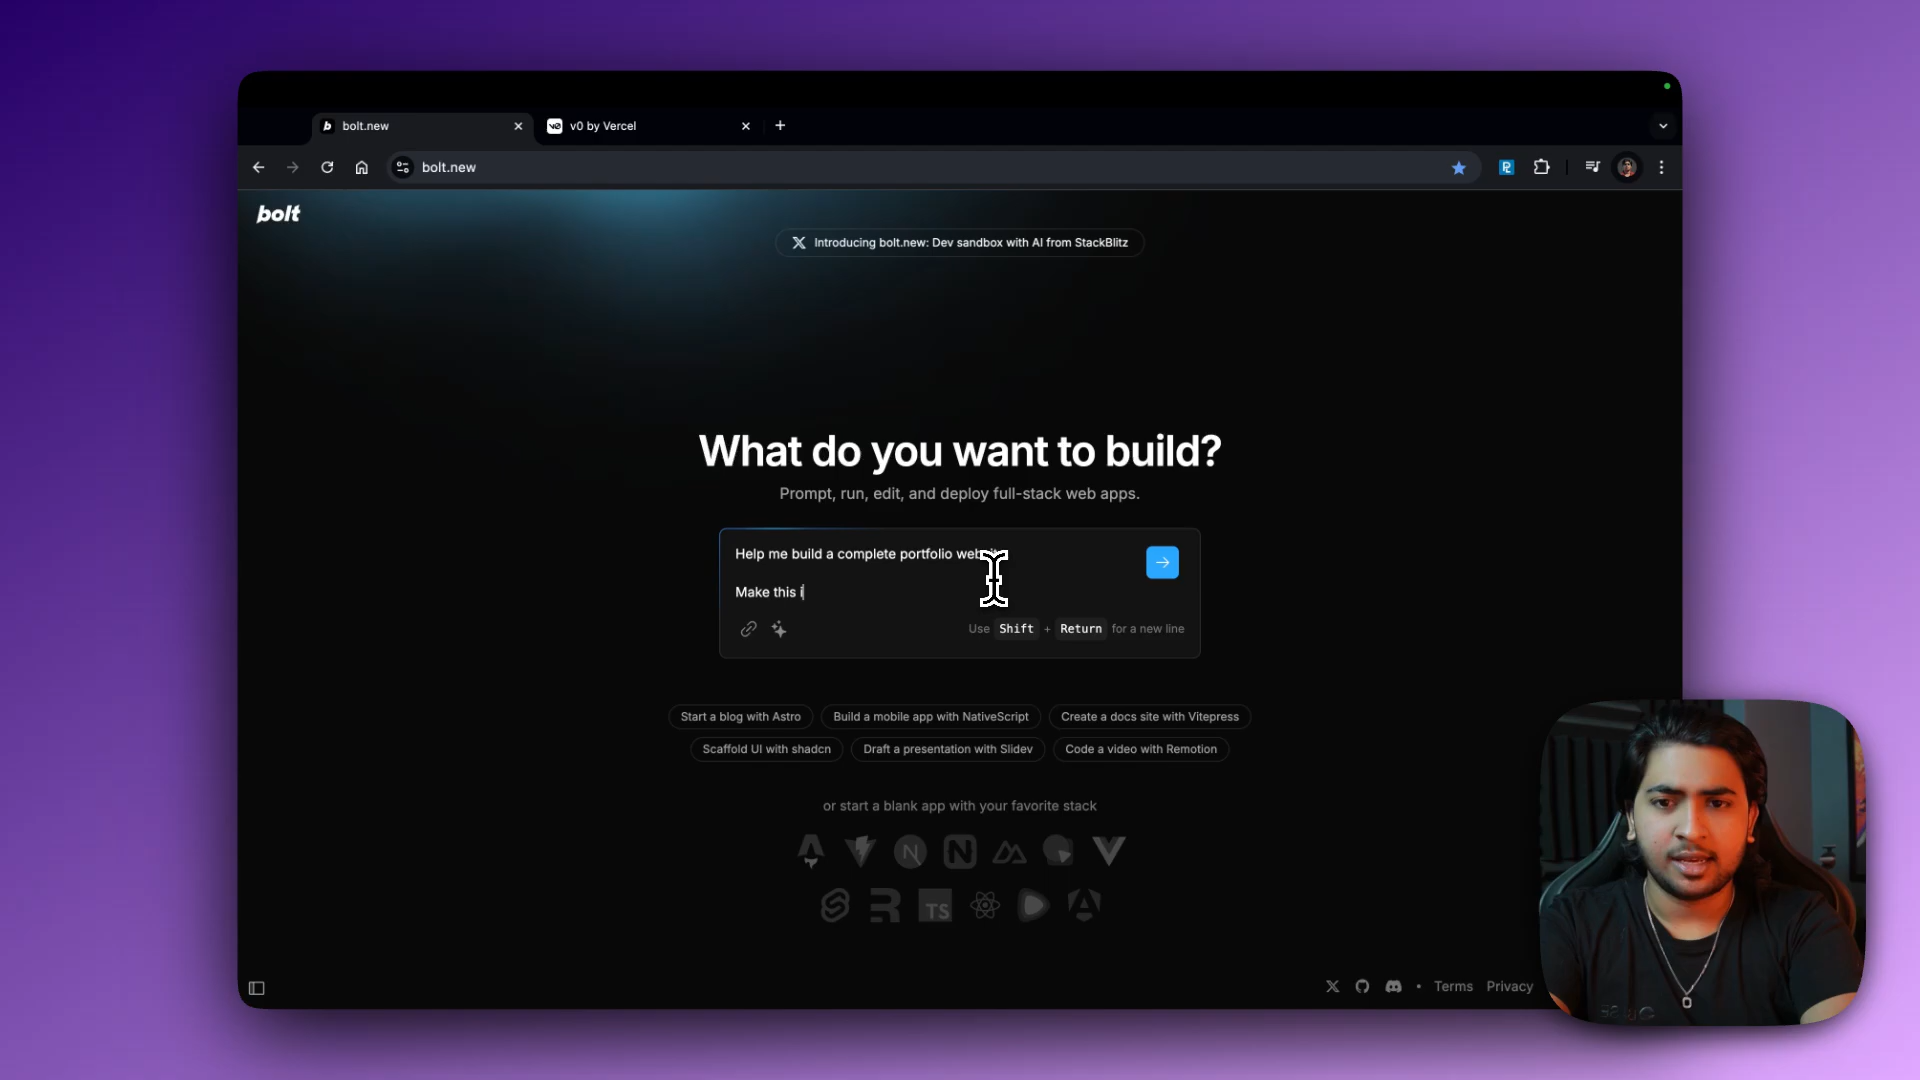 bolt.new
v0 by Vercel
bolt.new
bolt
Introducing bolt.new: Dev sandbox with AI from StackBlitz
What do you want to build?
Prompt, run, edit, and deploy full-stack web apps.
Help me build a complete portfolio
Make this i
Use Shift + Return for a new line
Start a blog with Astro
Build a mobile app with NativeScript
Create a docs site with Vitepress
Scaffold UI with shadcn
Draft a presentation with Slidev
Code a video with Remotion
or start a blank app with your favorite stack
TS
Terms
Privacy